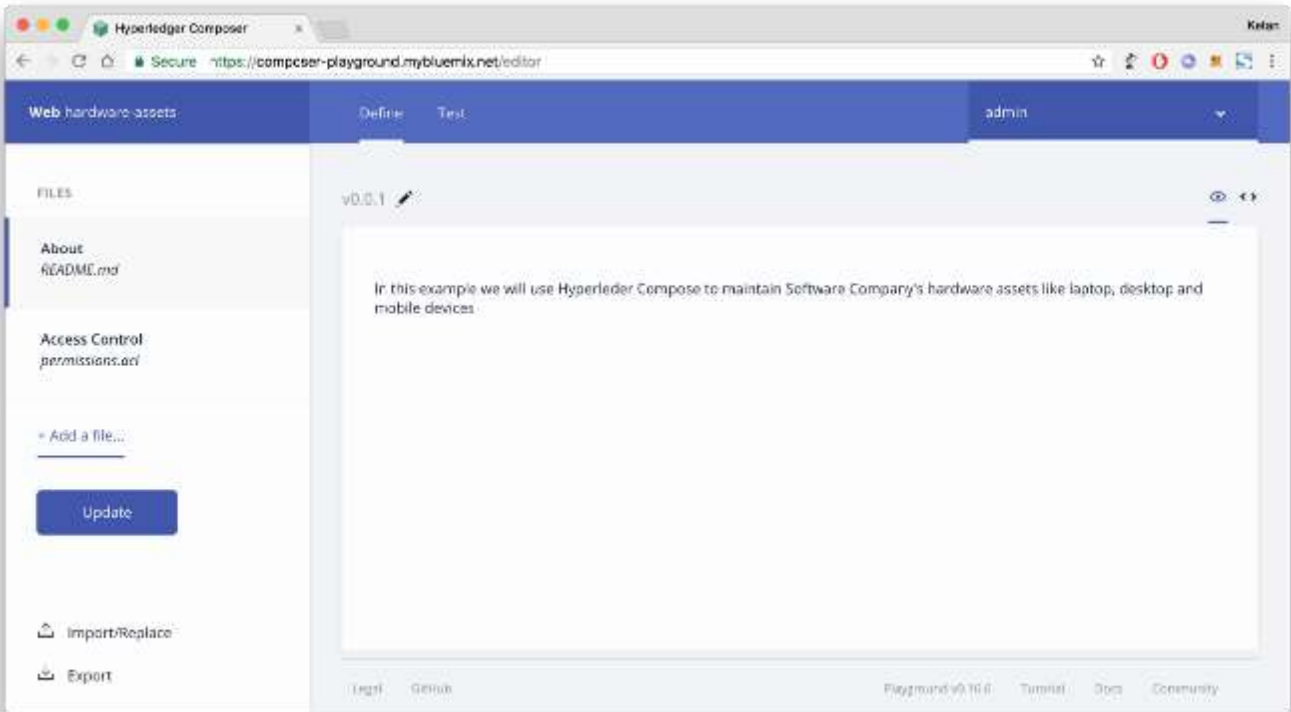 Hyperledger Composer
Ketan
Secure https://composer-playground.mybluemix.net/editor
Web hardware-assets
Define Test
admin
FILES
v0.0.1
About
README.md
In this example we will use Hyperleder Compose to maintain Software Company's hardware assets like laptop, desktop and
mobile devices
Access Control
permissions.acl
+ Add a file...
Update
Import/Replace
Export
Legal GitHub
Playground v0.16.0 Tutorial Docs Community